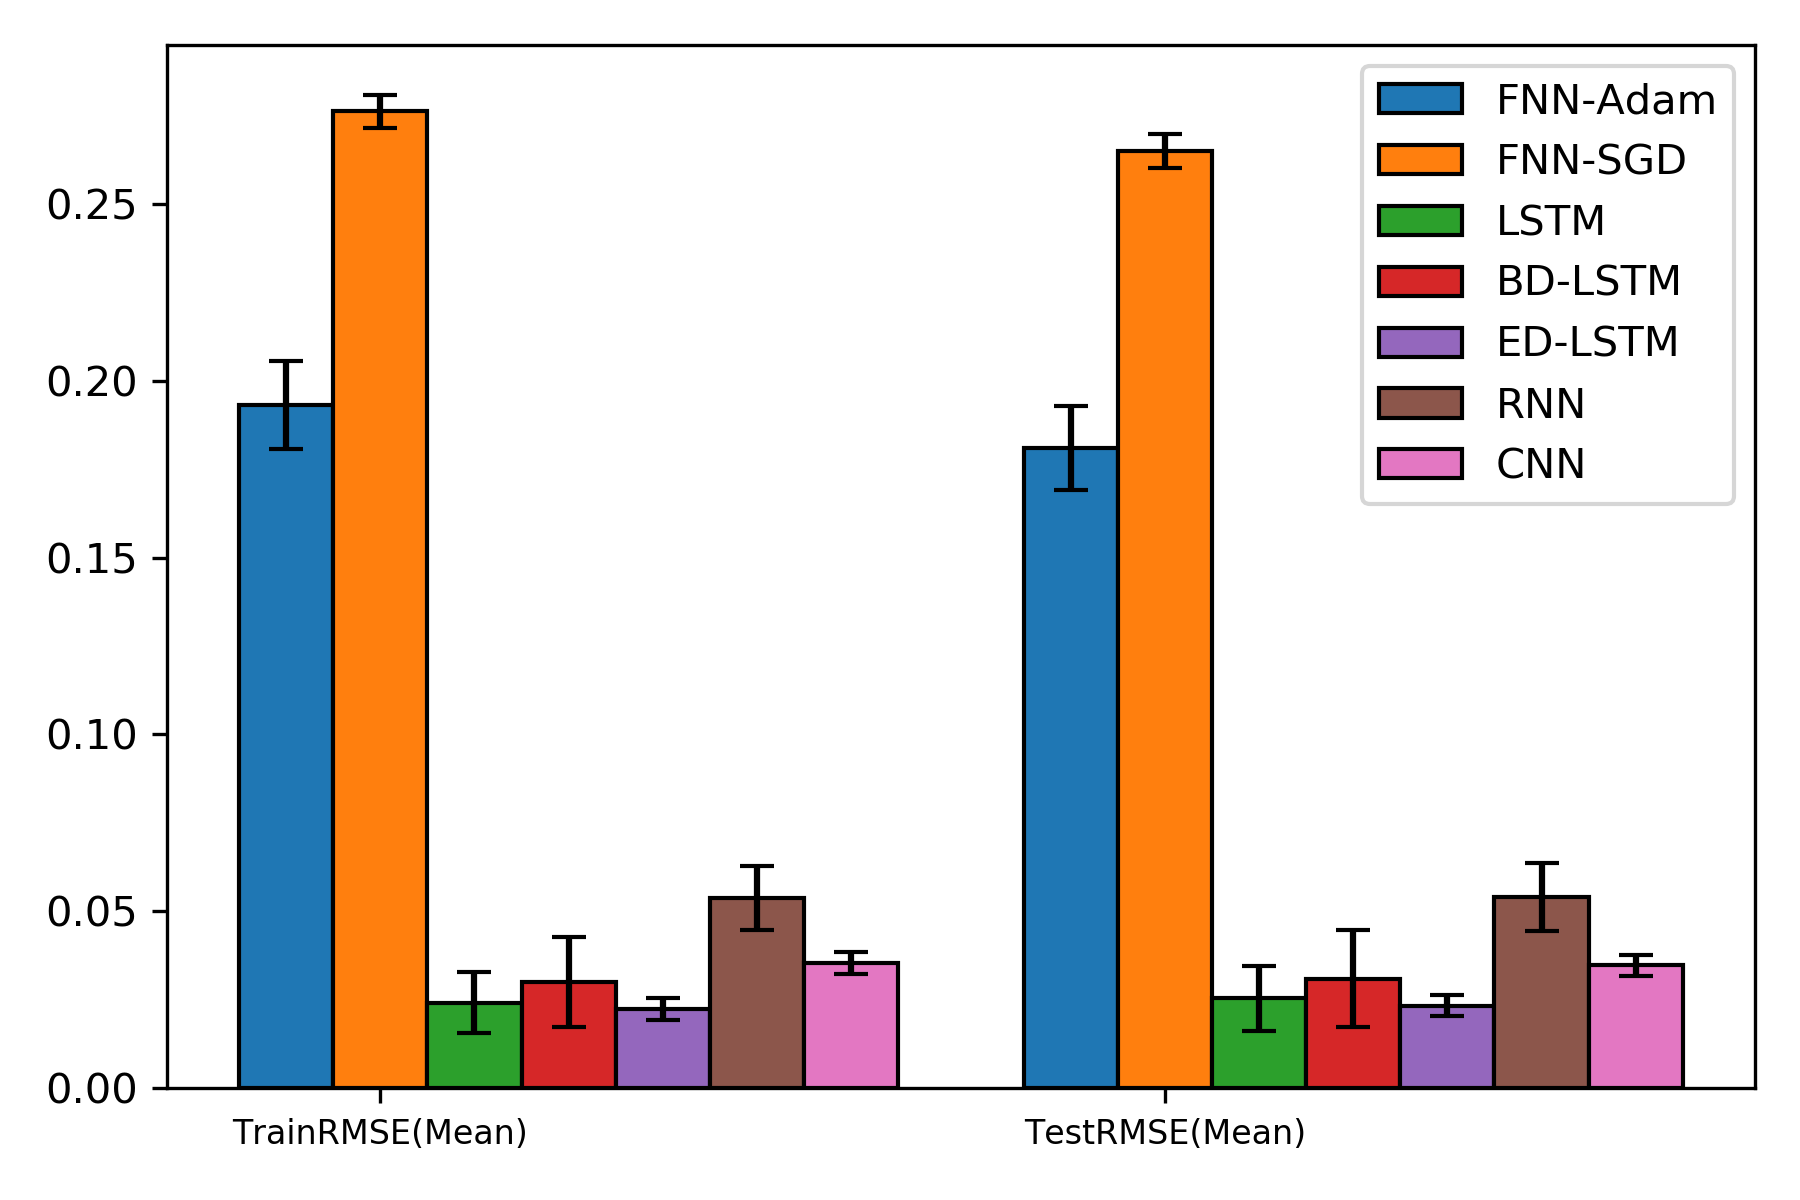 0.25
0.20
0.15
0.10
0.05
0.00
TrainRMSE(Mean)
TestRMSE(Mean)
FNN-Adam
FNN-SGD
LSTM
BD-LSTM
ED-LSTM
RNN
CNN